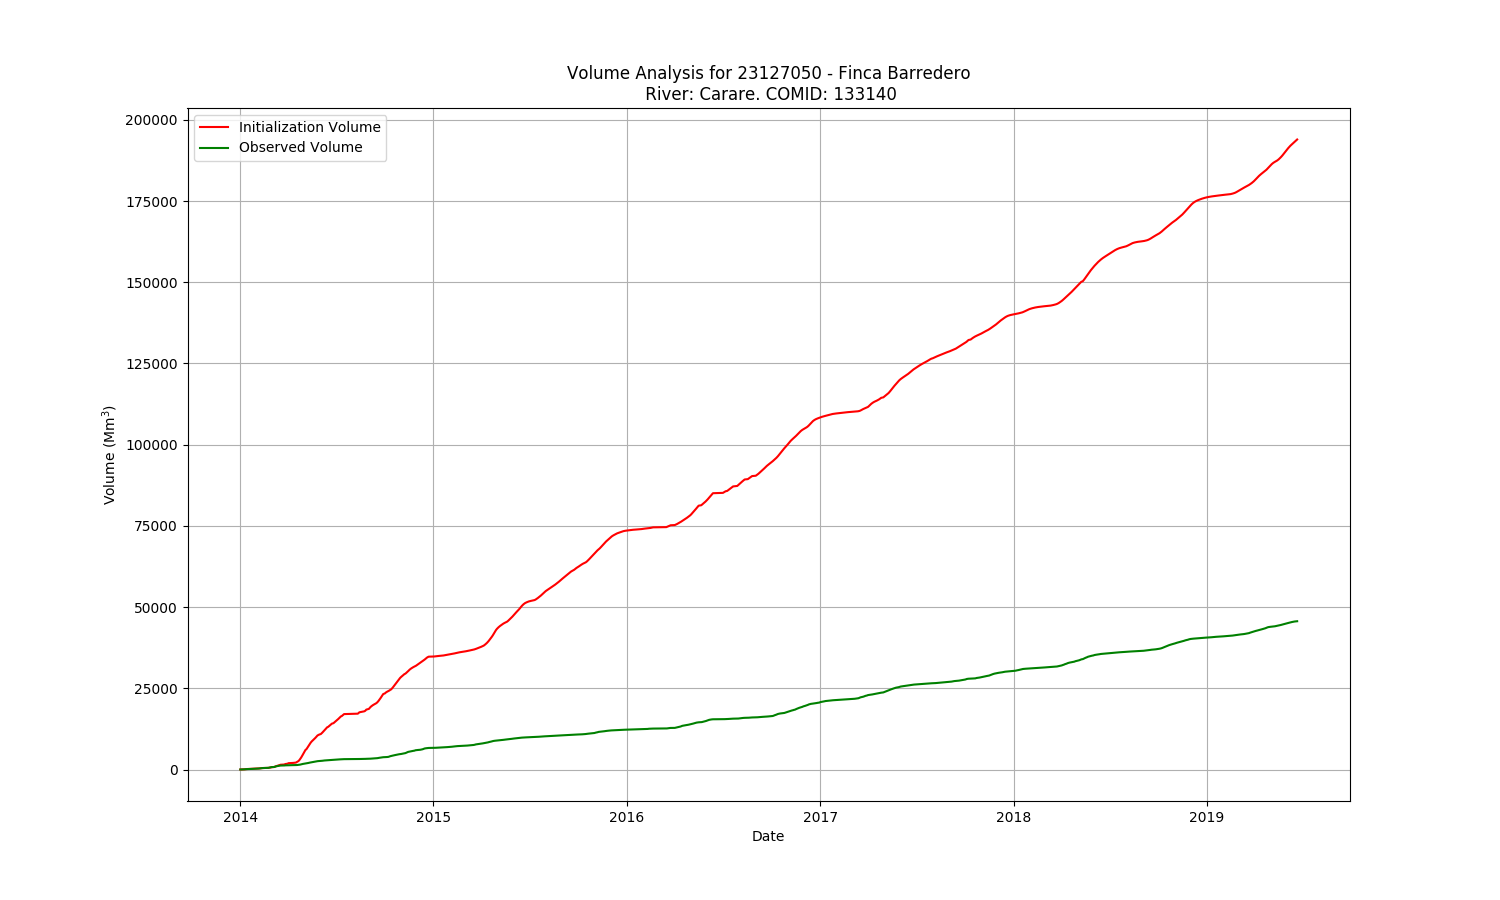 Volume Analysis for 23127050 - Finca Barredero
River: Carare. COMID: 133140
Initialization Volume
Observed Volume
200000
175000
150000
125000
100000
75000
50000
25000
0
Volume (Mm³)
2014 2015 2016 2017 2018 2019
Date